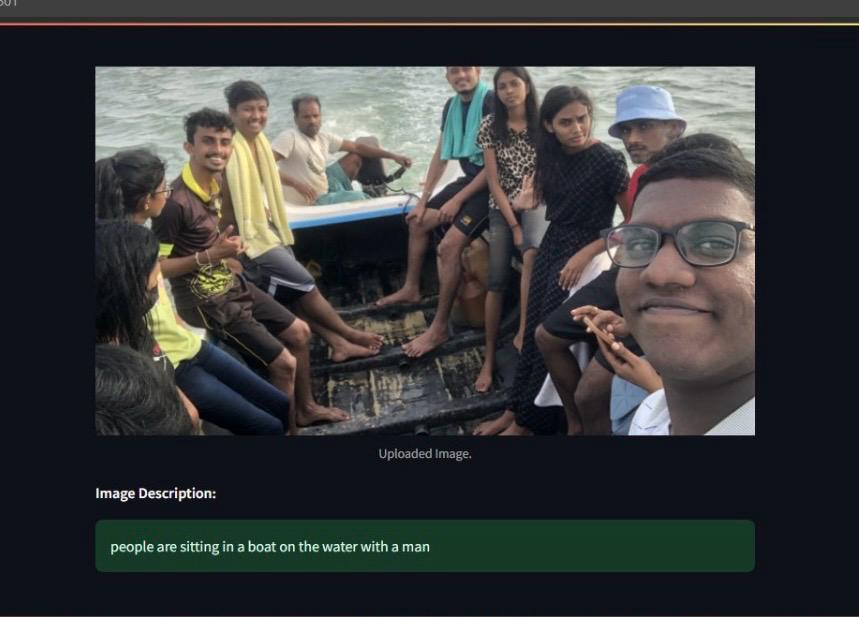 Uploaded Image.
Image Description:
people are sitting in a boat on the water with a man